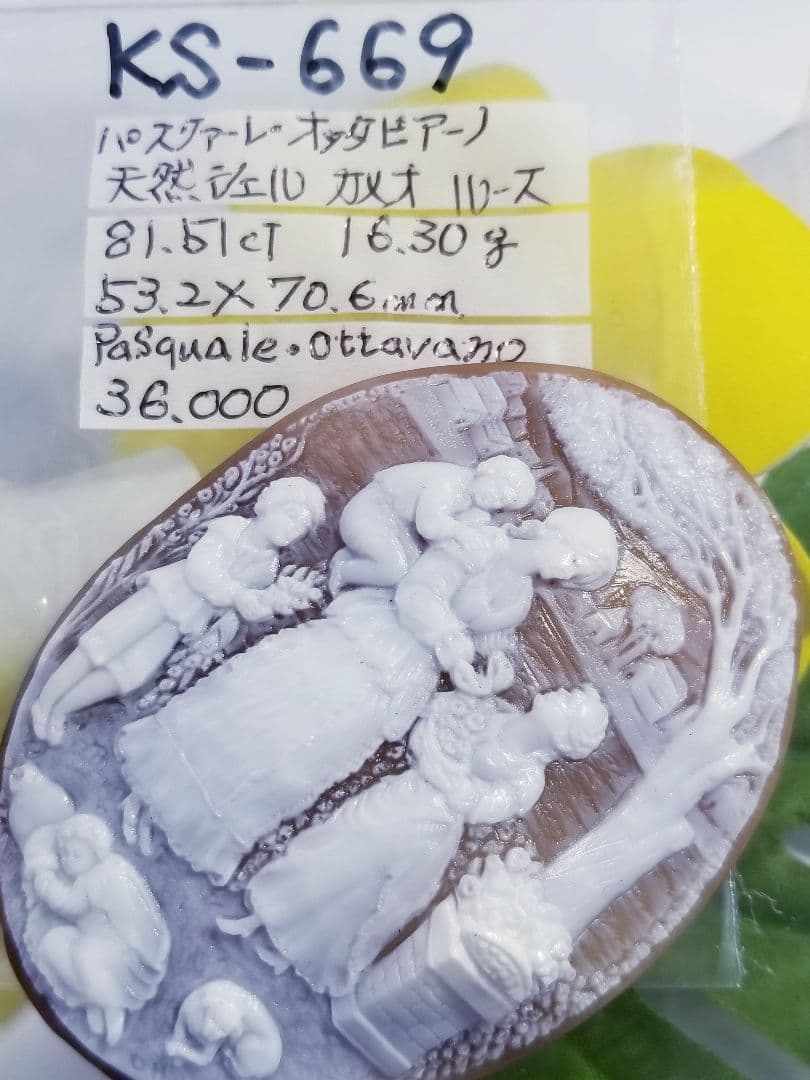 KS-669
パスクァーレ・オッタビアーノ
天然シェル カメオ ルース
81.51ct 16.30g
53.2×70.6mm
Pasquale・Ottavano
36.000